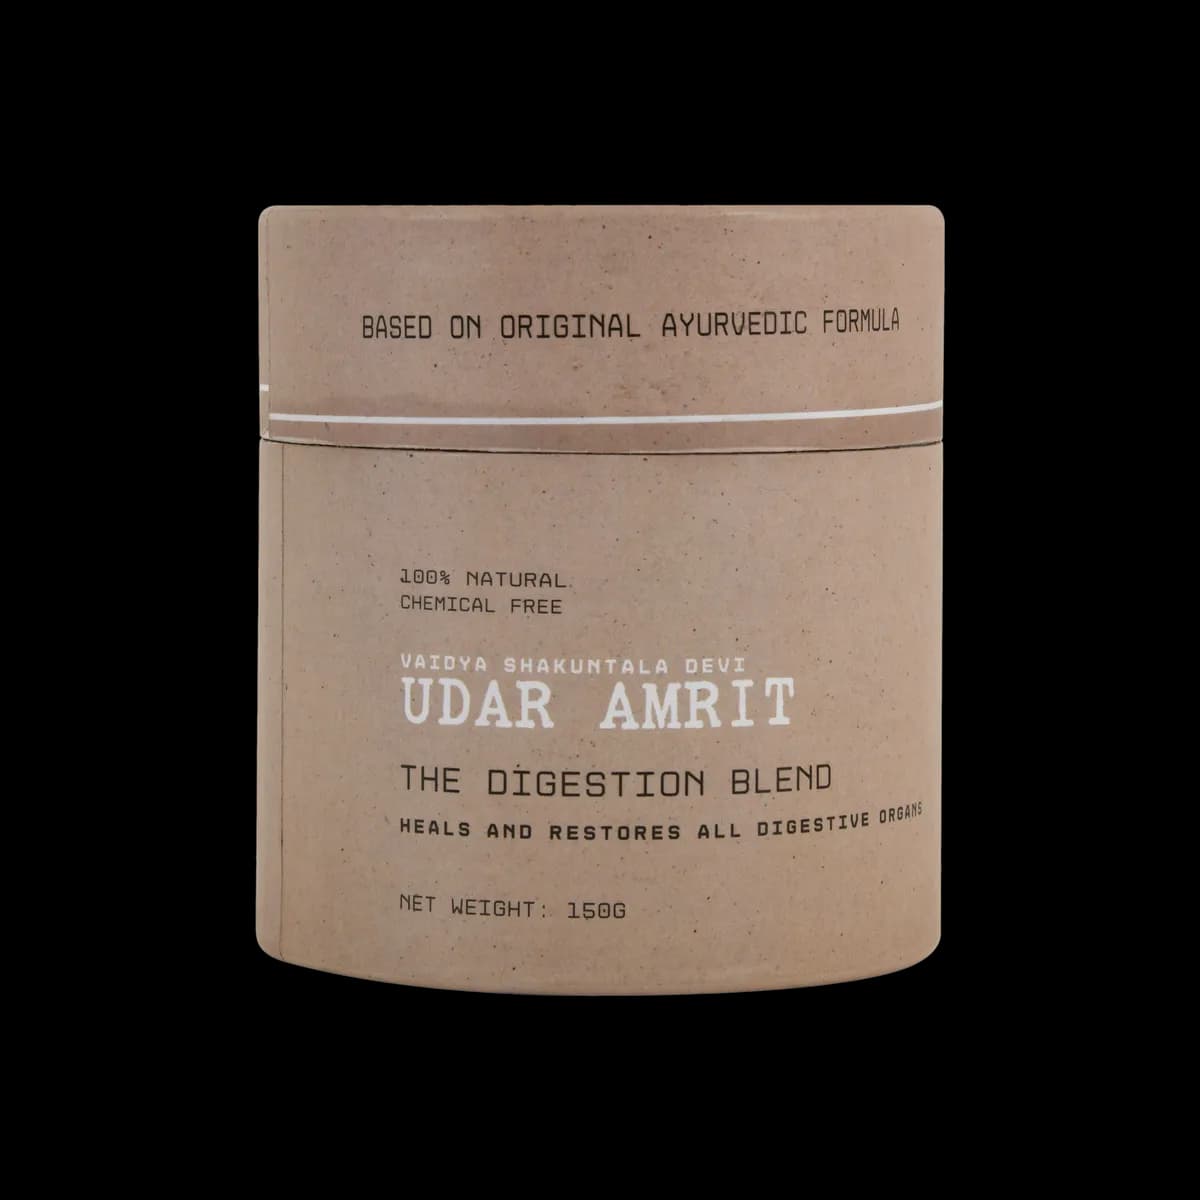 BASED ON ORIGINAL AYURVEDIC FORMULA
100% NATURAL
CHEMICAL FREE
VAIDYA SHAKUNTALA DEVI
UDAR AMRIT
THE DIGESTION BLEND
HEALS AND RESTORES ALL DIGESTIVE ORGANS
NET WEIGHT: 150G